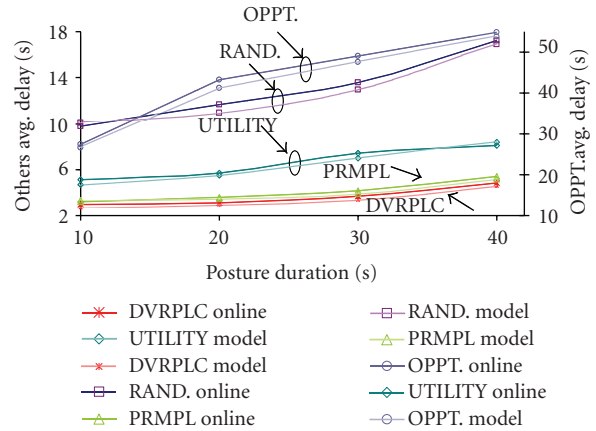 OPPT.
18
50
RAND.
14
40
10
30
UTILITY
6
20
PRMPL
DVRPLC
2
10
10
20
30
40
Others avg. delay (s)
OPPT.avg. delay (s)
Posture duration (s)
DVRPLC online
RAND. model
UTILITY model
PRMPL model
DVRPLC model
OPPT. online
RAND. online
UTILITY online
PRMPL online
OPPT. model